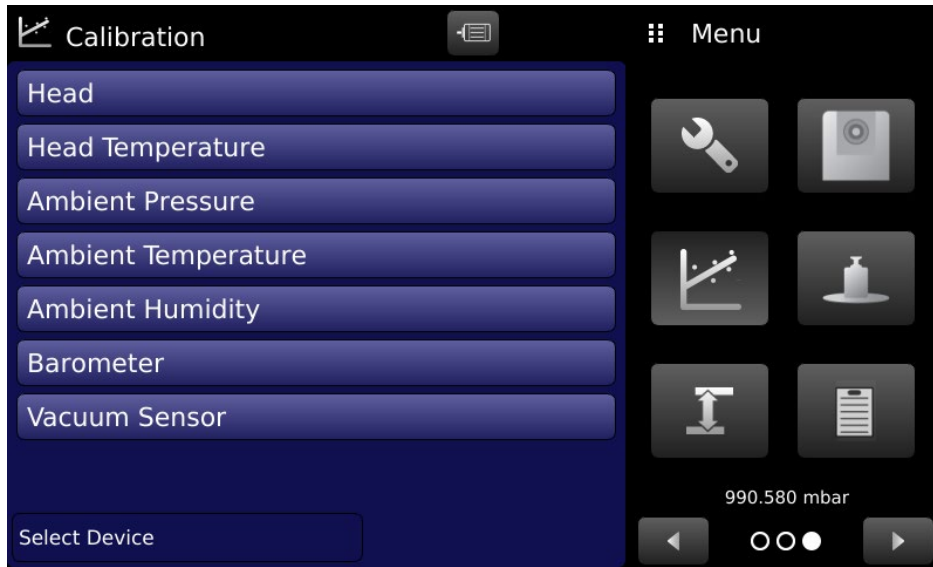 Calibration
Menu
Head
Head Temperature
Ambient Pressure
Ambient Temperature
Ambient Humidity
Barometer
Vacuum Sensor
Select Device
990.580 mbar